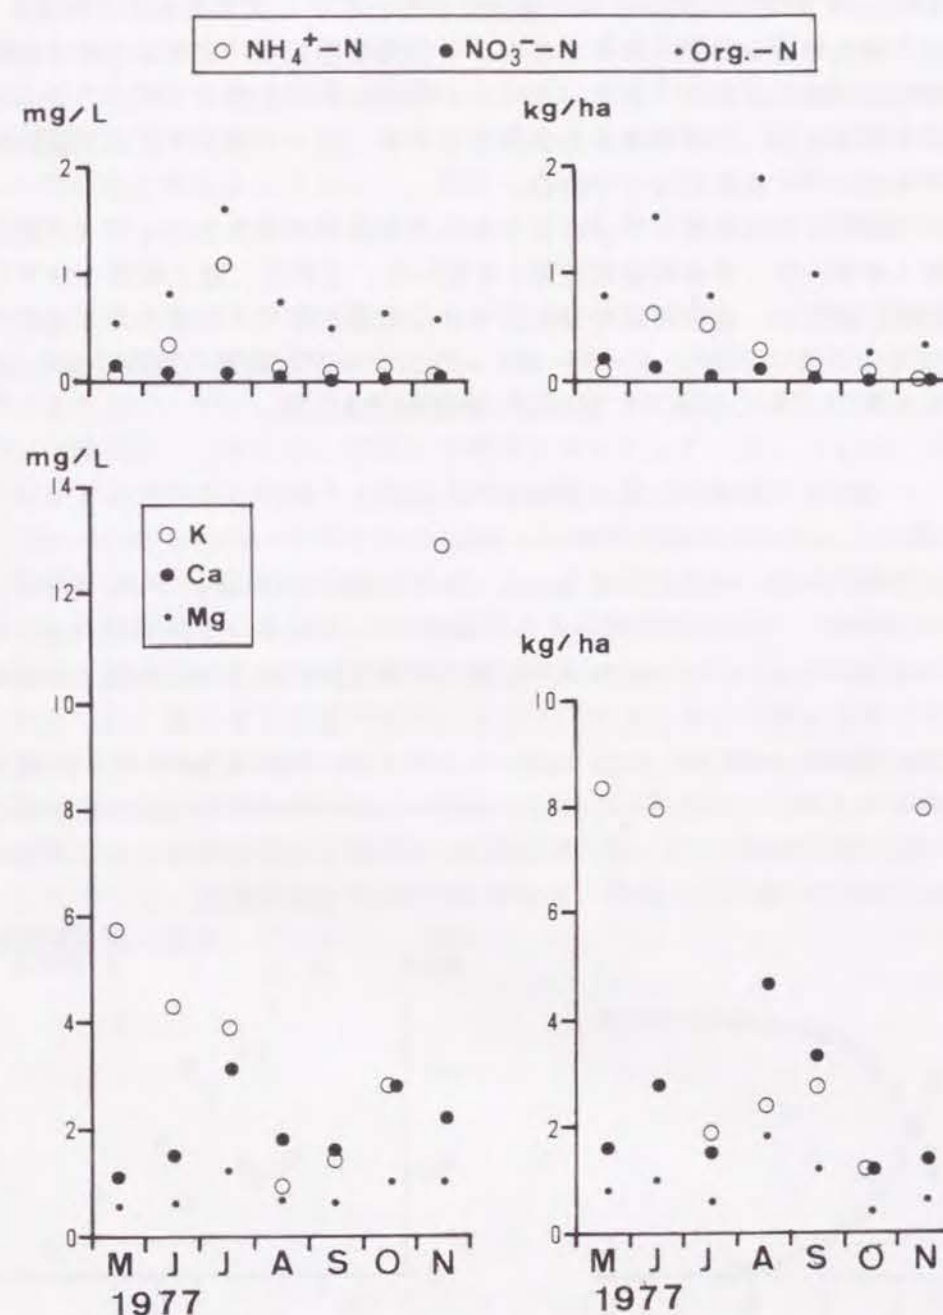 ○ NH₄⁺−N ● NO₃⁻−N · Org.−N
mg/L
2
1
0
kg/ha
2
1
0
mg/L
14
12
10
8
6
4
2
0
○ K
● Ca
· Mg
M J J A S O N
1977
kg/ha
10
8
6
4
2
0
M J J A S O N
1977